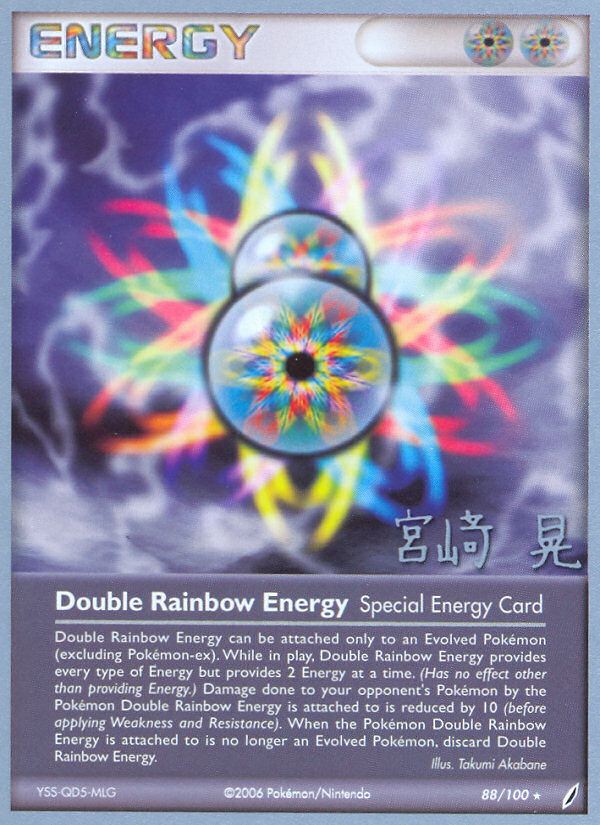 ENERGY
宮崎 晃
Double Rainbow Energy Special Energy Card
Double Rainbow Energy can be attached only to an Evolved Pokémon
(excluding Pokémon-ex). While in play, Double Rainbow Energy provides
every type of Energy but provides 2 Energy at a time. (Has no effect other
than providing Energy.) Damage done to your opponent's Pokémon by the
Pokémon Double Rainbow Energy is attached to is reduced by 10 (before
applying Weakness and Resistance). When the Pokémon Double Rainbow
Energy is attached to is no longer an Evolved Pokémon, discard Double
Rainbow Energy.
Illus. Takumi Akabane
YSS-QD5-MLG ©2006 Pokémon/Nintendo 88/100 ★